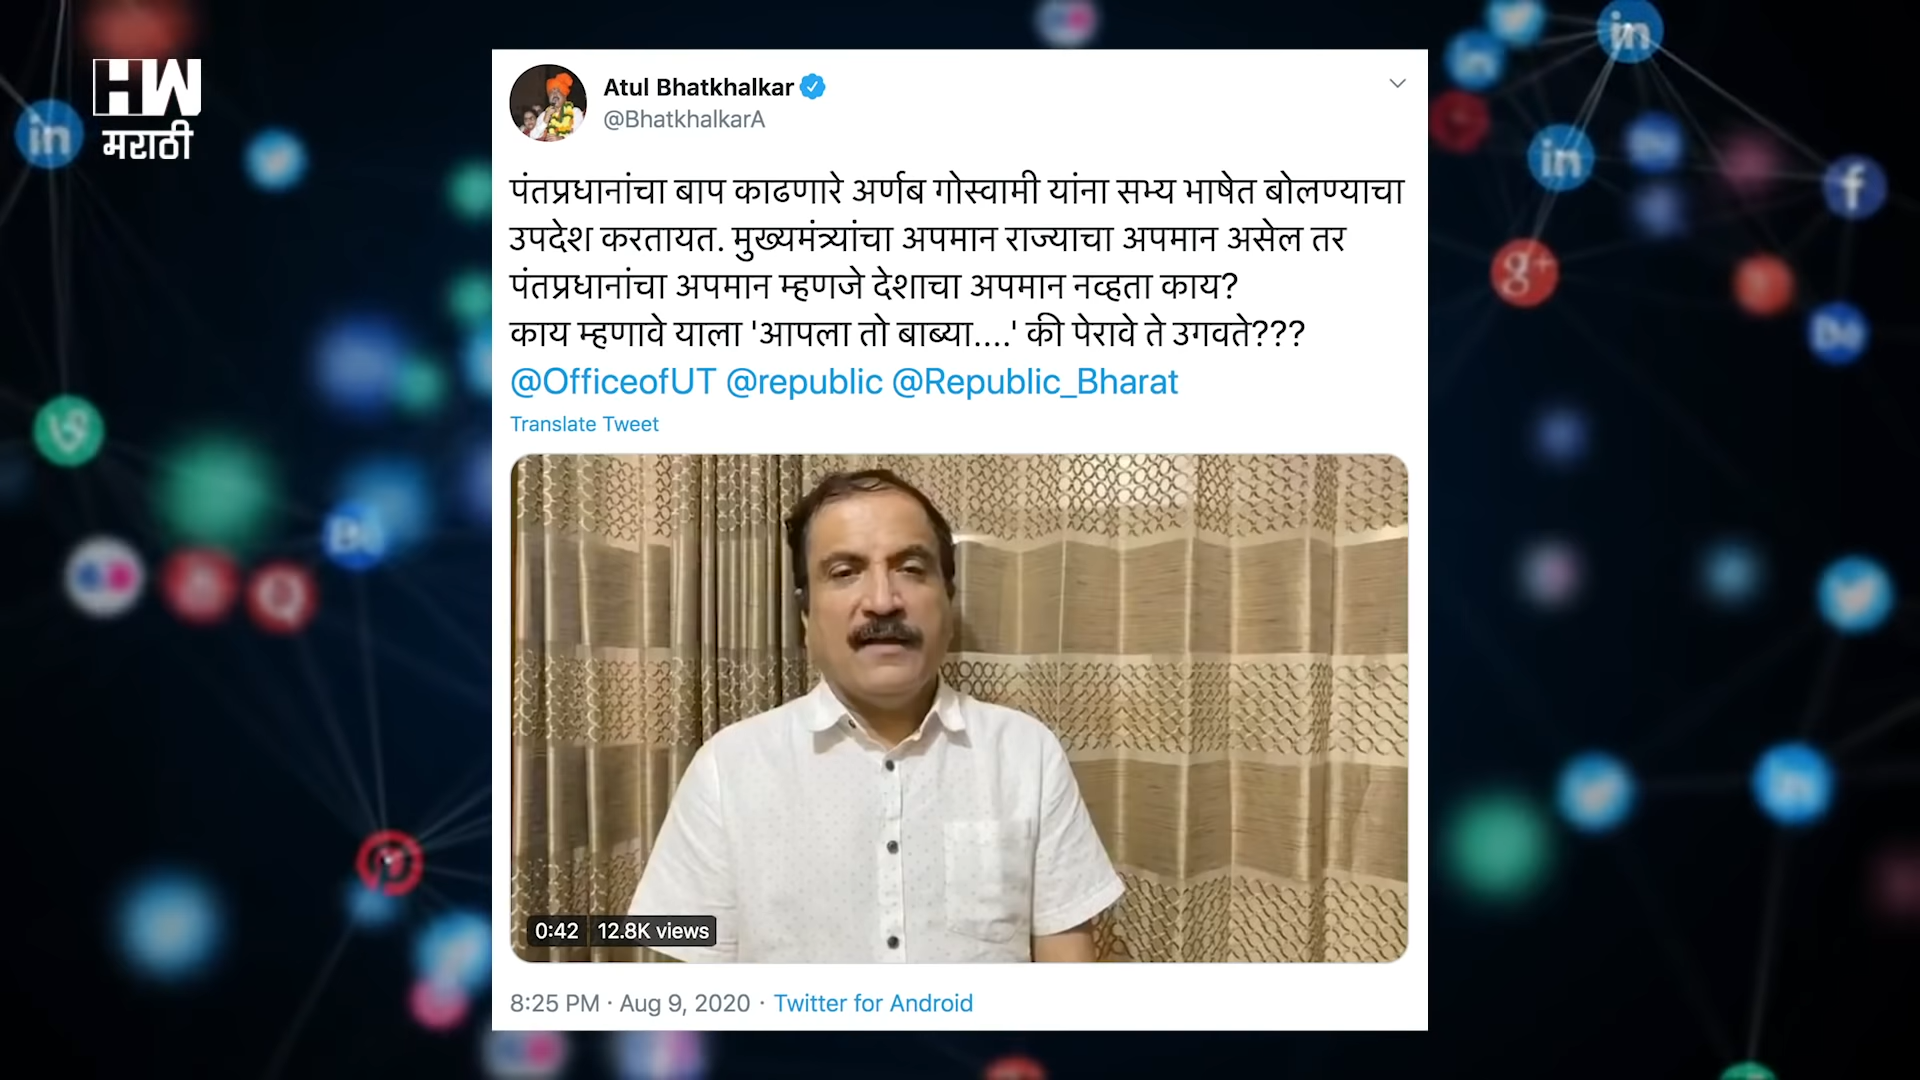 HW
मराठी
Atul Bhatkhalkar
@BhatkhalkarA
पंतप्रधानांचा बाप काढणारे अर्णब गोस्वामी यांना सभ्य भाषेत बोलण्याचा
उपदेश करतायत. मुख्यमंत्र्यांचा अपमान राज्याचा अपमान असेल तर
पंतप्रधानांचा अपमान म्हणजे देशाचा अपमान नव्हता काय?
काय म्हणावे याला 'आपला तो बाब्या....' की पेरावे ते उगवते???
@OfficeofUT @republic @Republic_Bharat
Translate Tweet
0:42 12.8K views
8:25 PM · Aug 9, 2020 · Twitter for Android